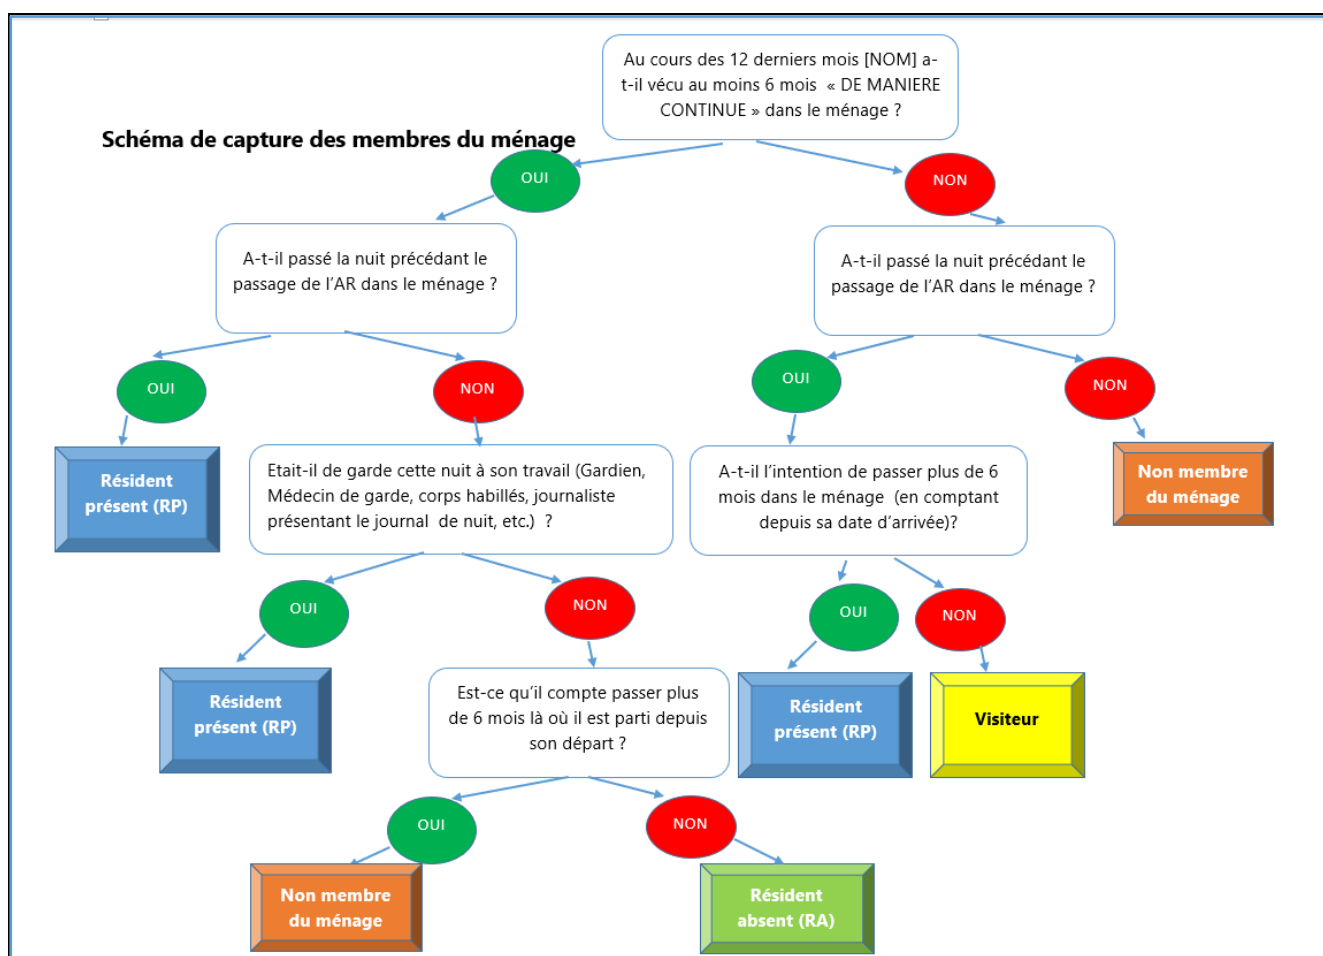 Au cours des 12 derniers mois [NOM] a-
t-il vécu au moins 6 mois « DE MANIERE
CONTINUE » dans le ménage ?
Schéma de capture des membres du ménage
OUI
NON
A-t-il passé la nuit précédant le
passage de l'AR dans le ménage ?
A-t-il passé la nuit précédant le
passage de l'AR dans le ménage ?
OUI
NON
OUI
NON
Résident
présent (RP)
Etait-il de garde cette nuit à son travail (Gardien,
Médecin de garde, corps habillés, journaliste
présentant le journal de nuit, etc.) ?
A-t-il l'intention de passer plus de 6
mois dans le ménage (en comptant
depuis sa date d'arrivée)?
Non membre
du ménage
OUI
NON
OUI
NON
Résident
présent (RP)
Est-ce qu'il compte passer plus
de 6 mois là où il est parti depuis
son départ ?
Résident
présent (RP)
Visiteur
OUI
NON
Non membre
du ménage
Résident
absent (RA)